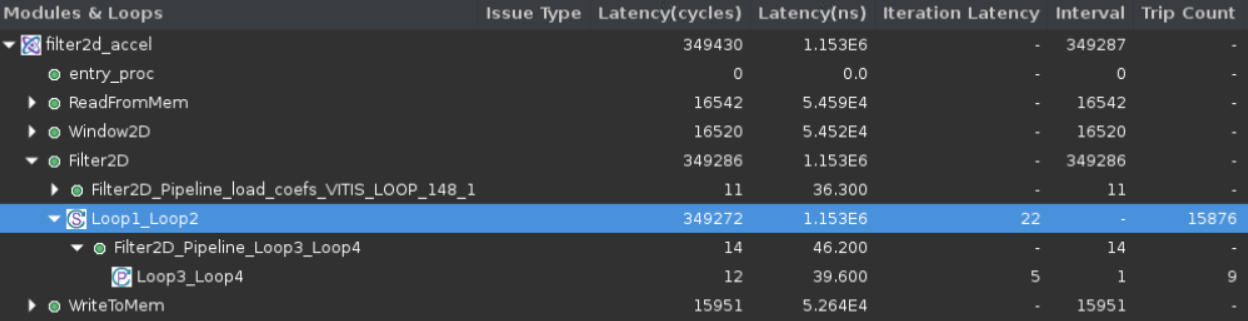 Modules & Loops Issue Type Latency(cycles) Latency(ns) Iteration Latency Interval Trip Count
filter2d_accel 349430 1.153E6 - 349287 -
entry_proc 0 0.0 - 0 -
ReadFromMem 16542 5.459E4 - 16542 -
Window2D 16520 5.452E4 - 16520 -
Filter2D 349286 1.153E6 - 349286 -
Filter2D_Pipeline_load_coefs_VITIS_LOOP_148_1 11 36.300 - 11 -
Loop1_Loop2 349272 1.153E6 22 - 15876
Filter2D_Pipeline_Loop3_Loop4 14 46.200 - 14 -
Loop3_Loop4 12 39.600 5 1 9
WriteToMem 15951 5.264E4 - 15951 -